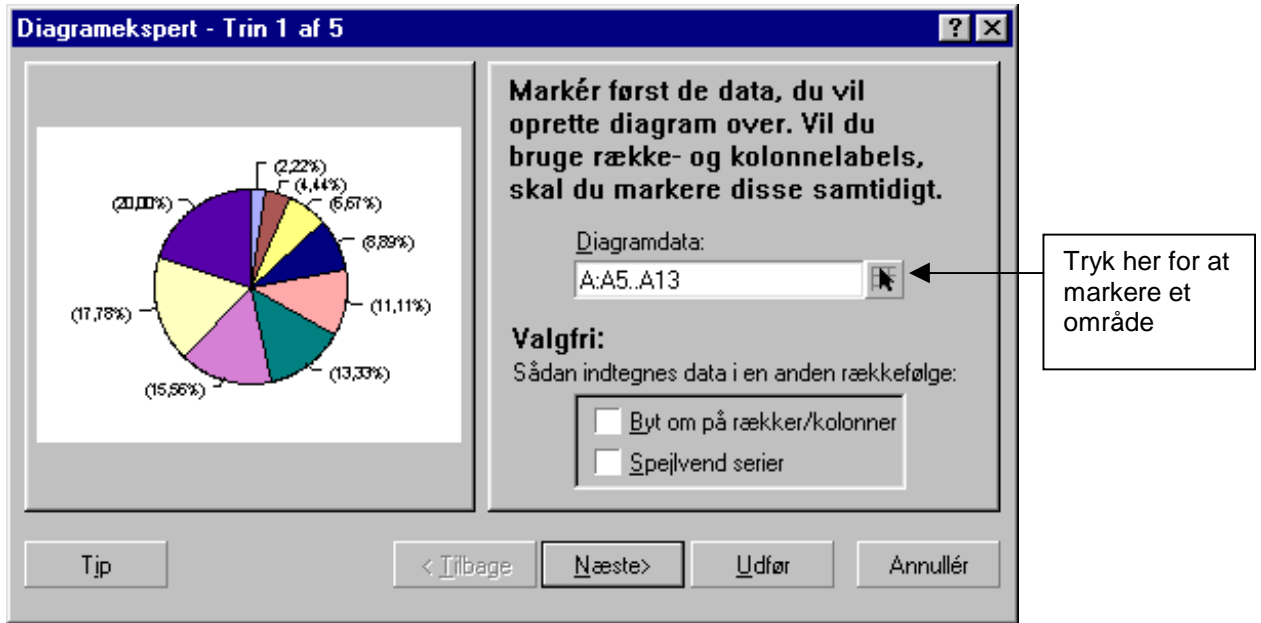 Diagramekspert - Trin 1 af 5
(2,22%)
(4,44%)
(6,67%)
(8,89%)
(11,11%)
(13,33%)
(15,56%)
(17,78%)
(20,00%)
Markér først de data, du vil
oprette diagram over. Vil du
bruge række- og kolonnelabels,
skal du markere disse samtidigt.
Diagramdata:
A:A5..A13
Valgfri:
Sådan indtegnes data i en anden rækkefølge:
Byt om på rækker/kolonner
Spejlvend serier
Tip
< Tilbage
Næste>
Udfør
Annullér
Tryk her for at
markere et
område